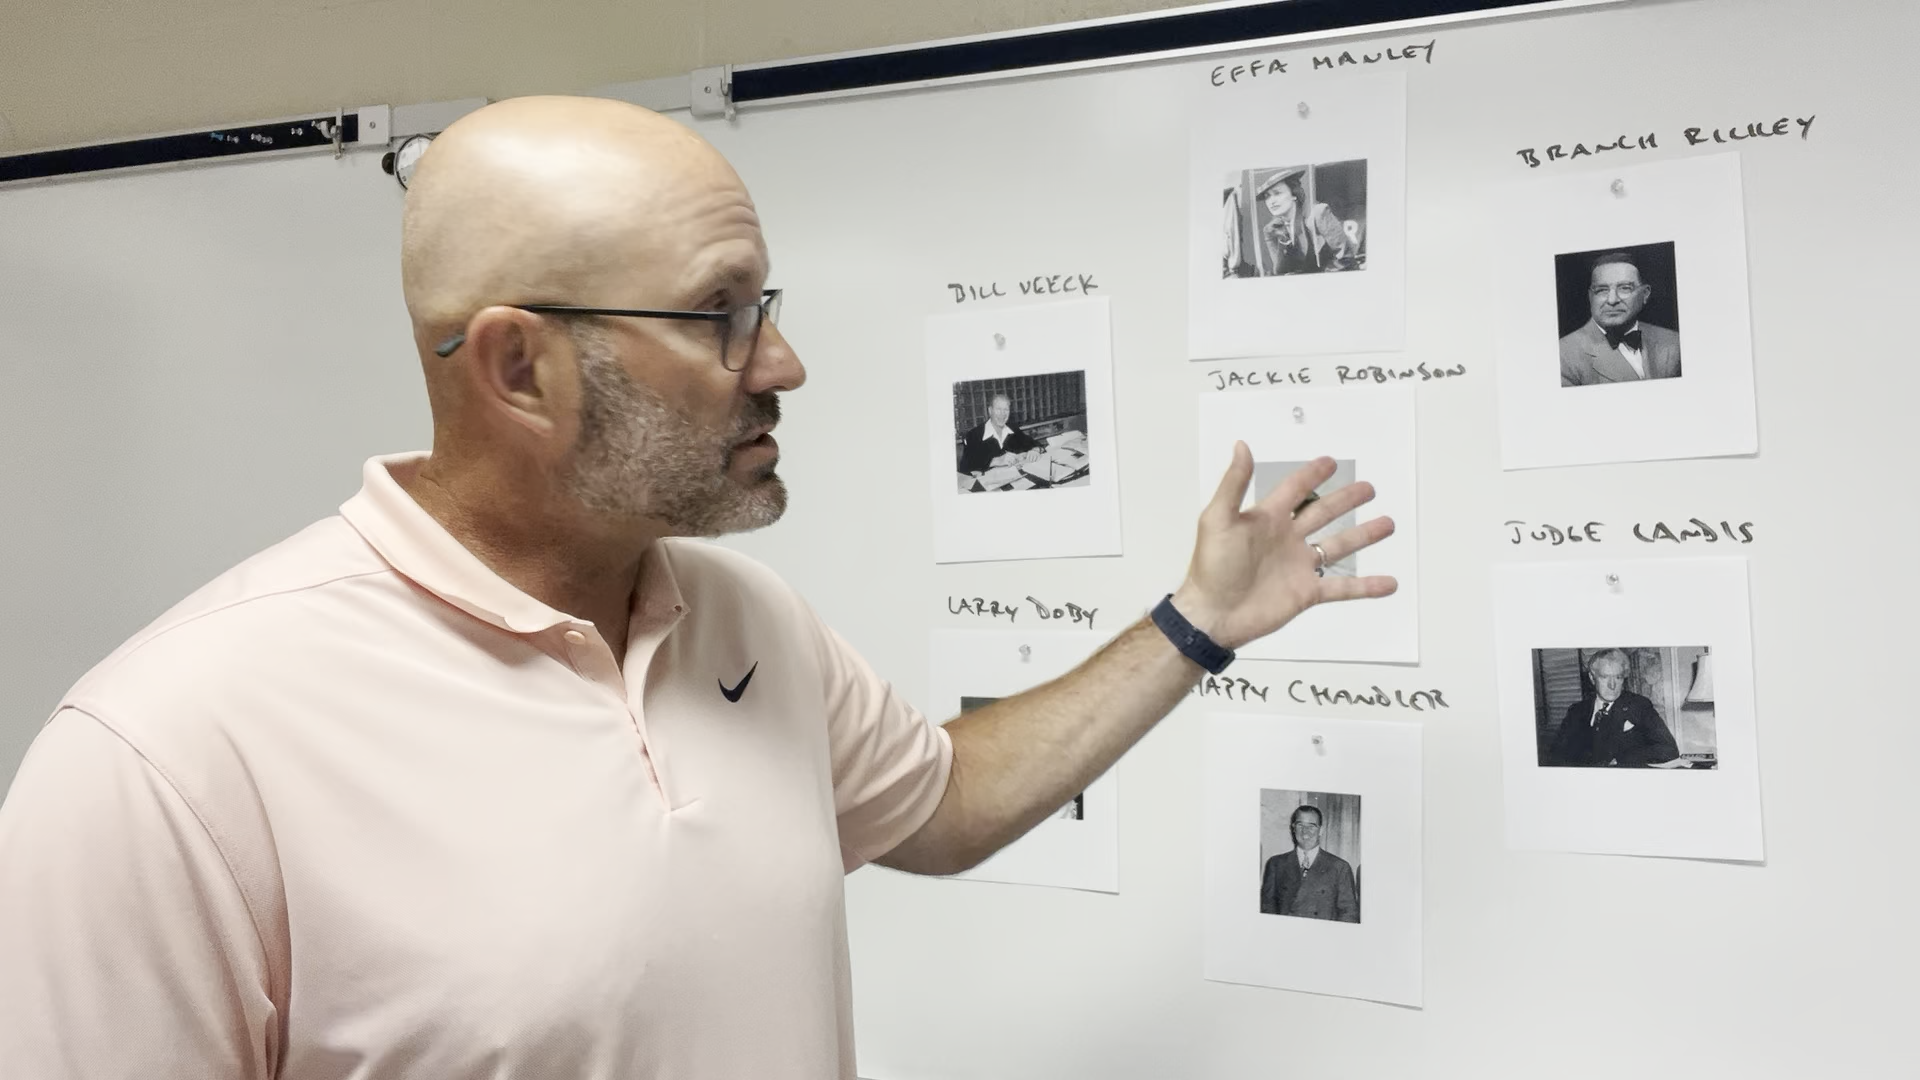 EFFA MANLEY
BRANCH RICKEY
BILL VEECK
JACKIE ROBINSON
JUDGE LANDIS
LARRY DOBY
HAPPY CHANDLER